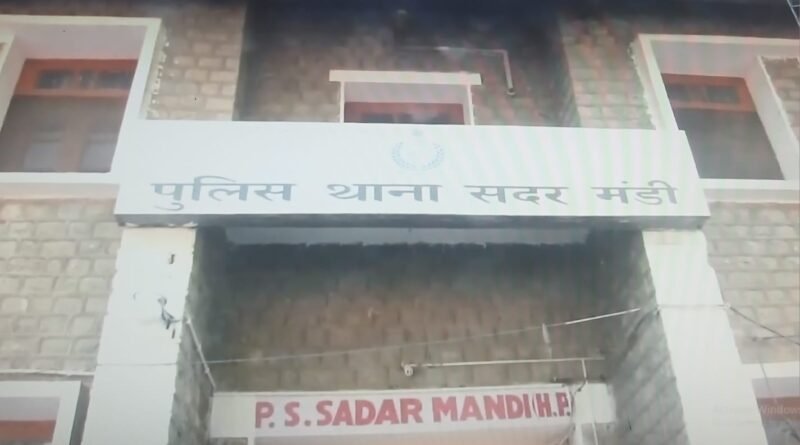 पुलिस थाना सदर मंडी
P. S. SADAR MANDI (H.P.